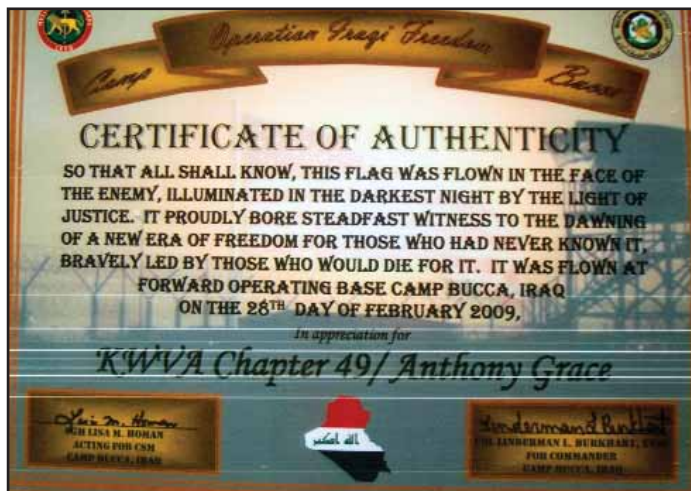 Operation Iraqi Freedom
Camp Bucca
CERTIFICATE OF AUTHENTICITY
SO THAT ALL SHALL KNOW, THIS FLAG WAS FLOWN IN THE FACE OF
THE ENEMY, ILLUMINATED IN THE DARKEST NIGHT BY THE LIGHT OF
JUSTICE. IT PROUDLY BORE STEADFAST WITNESS TO THE DAWNING
OF A NEW ERA OF FREEDOM FOR THOSE WHO HAD NEVER KNOWN IT,
BRAVELY LED BY THOSE WHO WOULD DIE FOR IT. IT WAS FLOWN AT
FORWARD OPERATING BASE CAMP BUCCA, IRAQ
ON THE 28TH DAY OF FEBRUARY 2009,
In appreciation for
KWVA Chapter 49/ Anthony Grace
Lisa M. Homan
LISA M. HOMAN
ACTING FOR CSM
CAMP BUCCA, IRAQ
الله اكبر
COL LINDERMAN L. BURKHART,
FOR COMMANDER
CAMP BUCCA, IRAQ